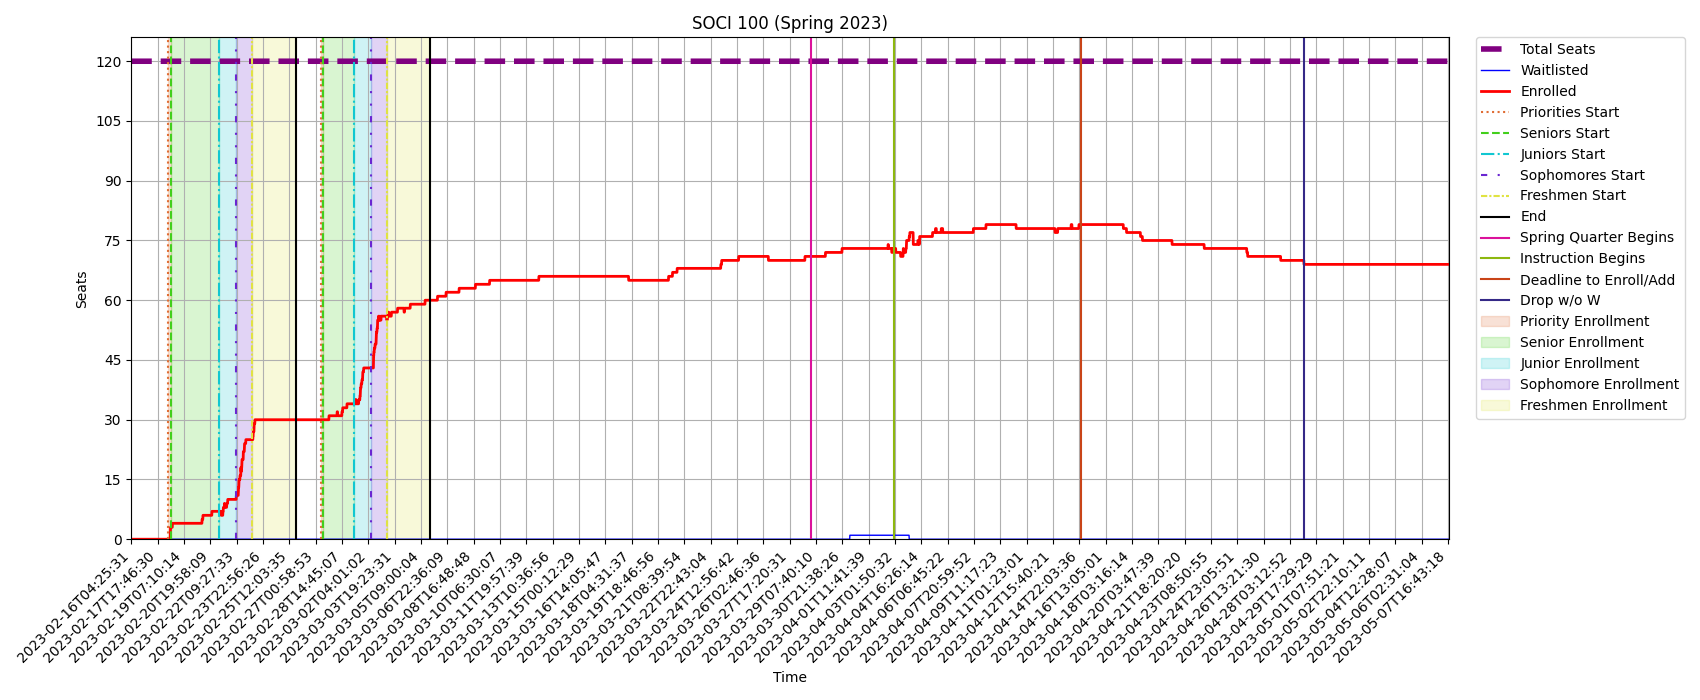 SOCI 100 (Spring 2023)
Total Seats
Waitlisted
Enrolled
Priorities Start
Seniors Start
Juniors Start
Sophomores Start
Freshmen Start
End
Spring Quarter Begins
Instruction Begins
Deadline to Enroll/Add
Drop w/o W
Priority Enrollment
Senior Enrollment
Junior Enrollment
Sophomore Enrollment
Freshmen Enrollment
Seats
120
105
90
75
60
45
30
15
0
2023-02-16T04:25:31
2023-02-17T17:46:30
2023-02-19T07:10:14
2023-02-20T19:58:09
2023-02-22T09:27:33
2023-02-23T22:56:26
2023-02-25T12:03:35
2023-02-27T00:58:53
2023-02-28T14:45:07
2023-03-02T04:01:02
2023-03-03T19:23:31
2023-03-05T09:00:04
2023-03-06T22:36:09
2023-03-08T16:48:48
2023-03-10T06:30:07
2023-03-11T19:57:39
2023-03-13T10:36:56
2023-03-15T00:12:29
2023-03-16T14:05:47
2023-03-18T04:31:37
2023-03-19T18:46:56
2023-03-21T08:39:54
2023-03-22T22:43:04
2023-03-24T12:56:42
2023-03-26T02:46:36
2023-03-27T17:20:31
2023-03-29T07:40:10
2023-03-30T21:38:26
2023-04-01T11:41:39
2023-04-03T01:50:32
2023-04-04T16:26:14
2023-04-06T06:45:22
2023-04-07T20:59:52
2023-04-09T11:17:23
2023-04-11T01:23:01
2023-04-12T15:40:21
2023-04-14T22:03:36
2023-04-16T13:05:01
2023-04-18T03:16:14
2023-04-20T03:47:39
2023-04-21T18:20:20
2023-04-23T08:50:55
2023-04-24T23:05:51
2023-04-26T13:21:30
2023-04-28T03:12:52
2023-04-29T17:29:29
2023-05-01T07:51:21
2023-05-02T22:10:11
2023-05-04T12:28:07
2023-05-06T02:31:04
2023-05-07T16:43:18
Time